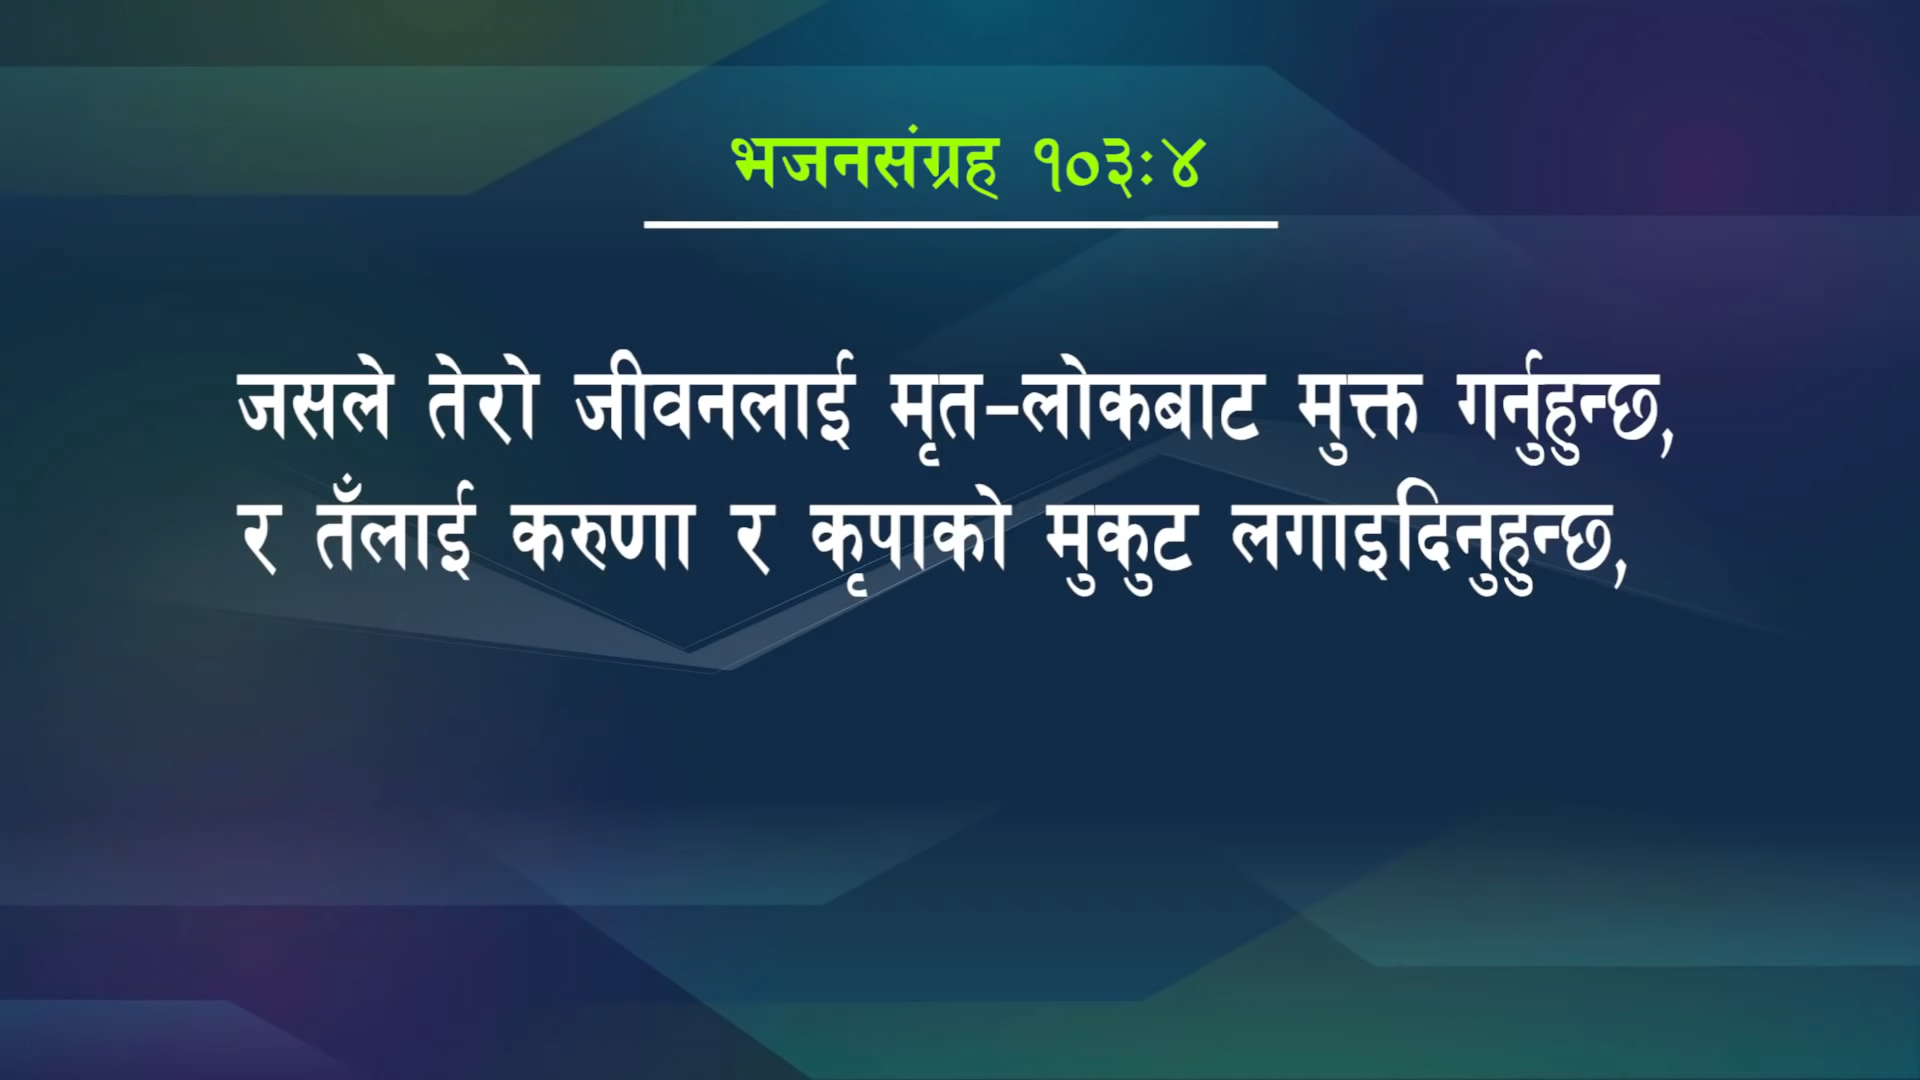 भजनसंग्रह १०३:४
जसले तेरो जीवनलाई मृत-लोकबाट मुक्त गर्नुहुन्छ,
र तँलाई करुणा र कृपाको मुकुट लगाइदिनुहुन्छ,